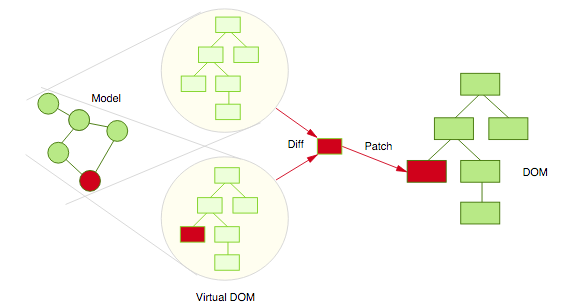 Model
Diff
Patch
DOM
Virtual DOM